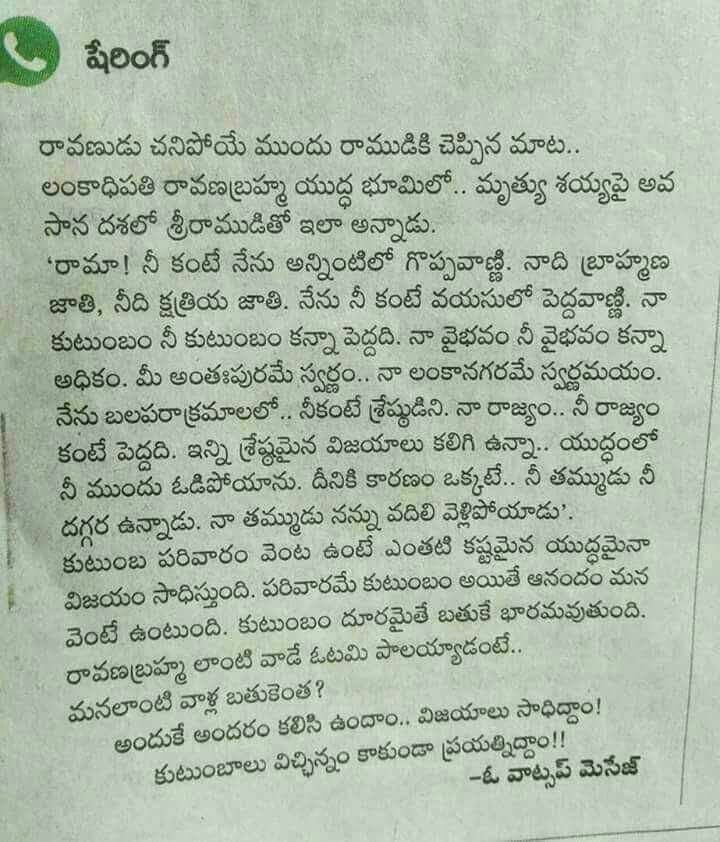 షేరింగ్
రావణుడు చనిపోయే ముందు రాముడికి చెప్పిన మాట..
లంకాధిపతి రావణబ్రహ్మ యుద్ధ భూమిలో.. మృత్యు శయ్యపై అవ
సాన దశలో శ్రీరాముడితో ఇలా అన్నాడు.
‘రామా! నీ కంటే నేను అన్నింటిలో గొప్పవాణ్ణి. నాది బ్రాహ్మణ
జాతి, నీది క్షత్రియ జాతి. నేను నీ కంటే వయసులో పెద్దవాణ్ణి. నా
కుటుంబం నీ కుటుంబం కన్నా పెద్దది. నా వైభవం నీ వైభవం కన్నా
అధికం. మీ అంతఃపురమే స్వర్ణం.. నా లంకానగరమే స్వర్ణమయం.
నేను బలపరాక్రమాలలో.. నీకంటే శ్రేష్ఠుడిని. నా రాజ్యం.. నీ రాజ్యం
కంటే పెద్దది. ఇన్ని శ్రేష్ఠమైన విజయాలు కలిగి ఉన్నా.. యుద్ధంలో
నీ ముందు ఓడిపోయాను. దీనికి కారణం ఒక్కటే.. నీ తమ్ముడు నీ
దగ్గర ఉన్నాడు. నా తమ్ముడు నన్ను వదిలి వెళ్లిపోయాడు’.
కుటుంబ పరివారం వెంట ఉంటే ఎంతటి కష్టమైన యుద్ధమైనా
విజయం సాధిస్తుంది. పరివారమే కుటుంబం అయితే ఆనందం మన
వెంటే ఉంటుంది. కుటుంబం దూరమైతే బతుకే భారమవుతుంది.
రావణబ్రహ్మ లాంటి వాడే ఓటమి పాలయ్యాడంటే..
మనలాంటి వాళ్ల బతుకెంత?
అందుకే అందరం కలిసి ఉందాం.. విజయాలు సాధిద్దాం!
కుటుంబాలు విచ్ఛిన్నం కాకుండా ప్రయత్నిద్దాం!!
–ఓ వాట్సప్ మెసేజ్